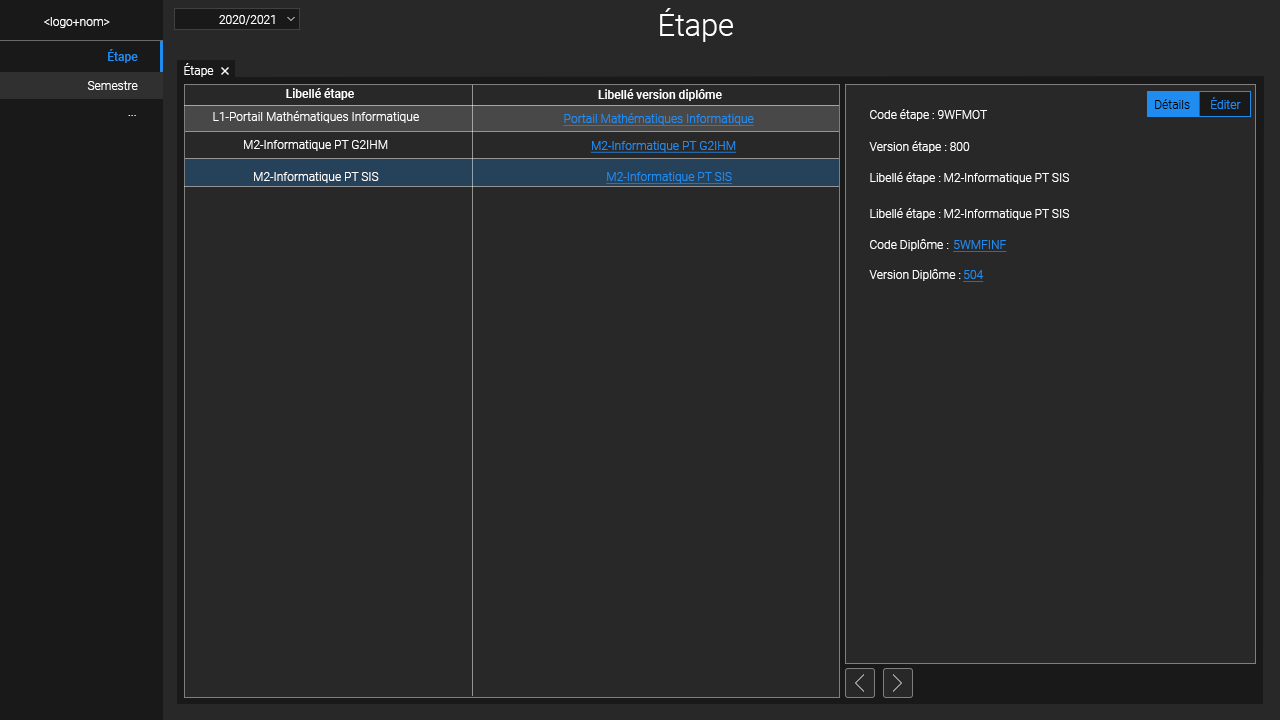 <logo+nom>
Étape
Semestre
...
2020/2021
Étape
Étape
Libellé étape
Libellé version diplôme
L1-Portail Mathématiques Informatique
Portail Mathématiques Informatique
M2-Informatique PT G2IHM
M2-Informatique PT G2IHM
M2-Informatique PT SIS
M2-Informatique PT SIS
Détails
Éditer
Code étape : 9WFMOT
Version étape : 800
Libellé étape : M2-Informatique PT SIS
Libellé étape : M2-Informatique PT SIS
Code Diplôme : 5WMFINF
Version Diplôme : 504